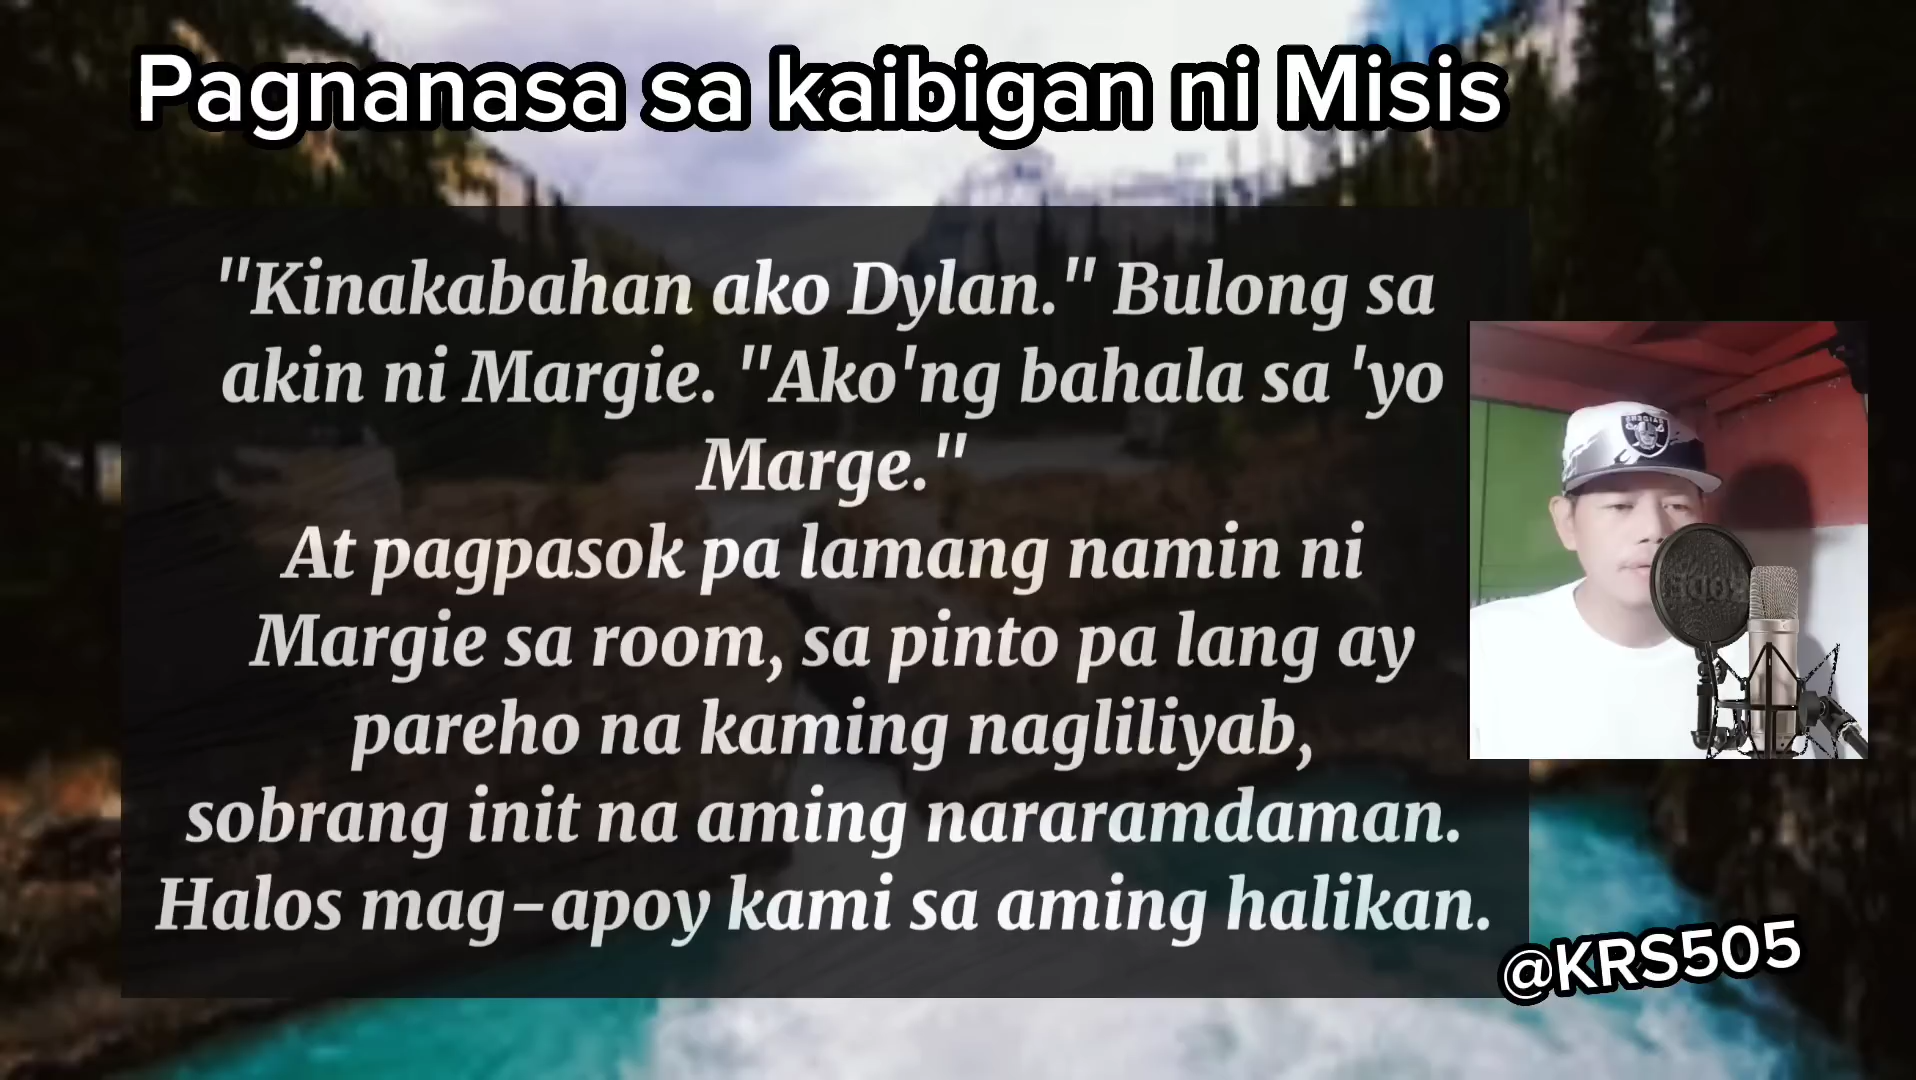 Pagnanasa sa kaibigan ni Misis
"Kinakabahan ako Dylan." Bulong sa
akin ni Margie. "Ako'ng bahala sa 'yo
Marge."
At pagpasok pa lamang namin ni
Margie sa room, sa pinto pa lang ay
pareho na kaming nagliliyab,
sobrang init na aming nararamdaman.
Halos mag-apoy kami sa aming halikan.
@KRS505